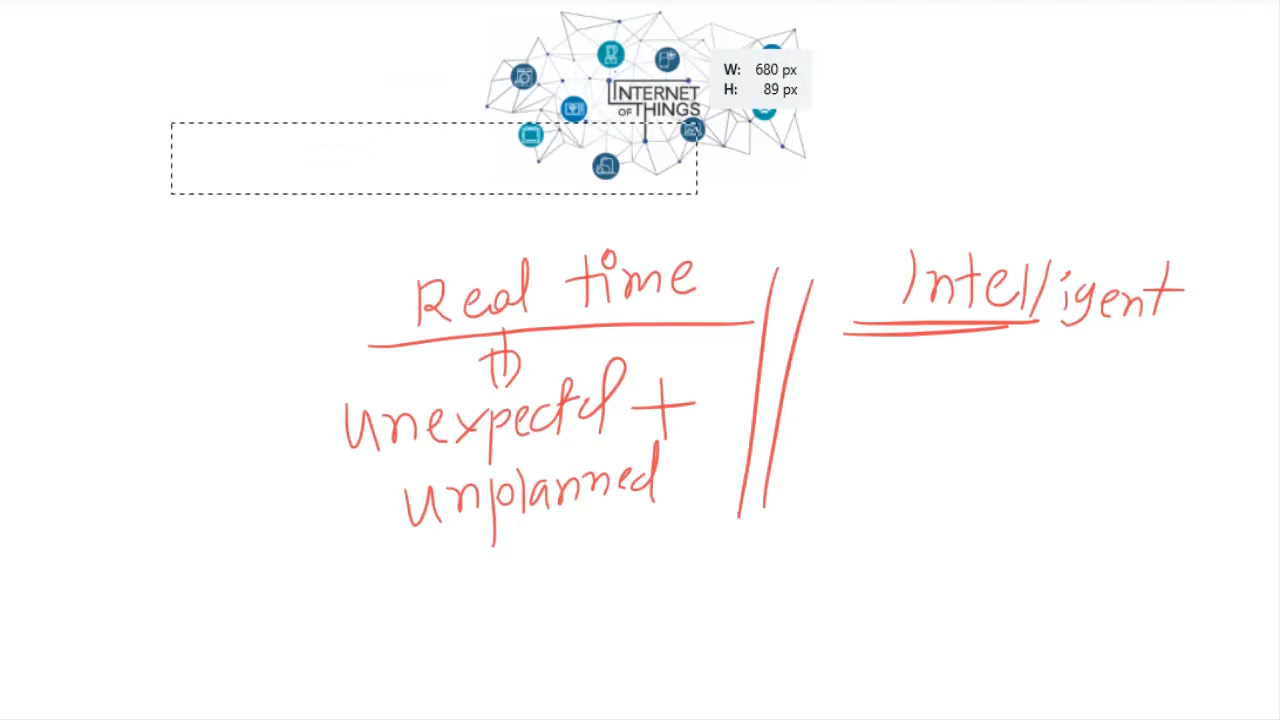 INTERNET
OF THINGS
W: 680 px
H: 89 px
Real time
Intelligent
unexpected +
unplanned